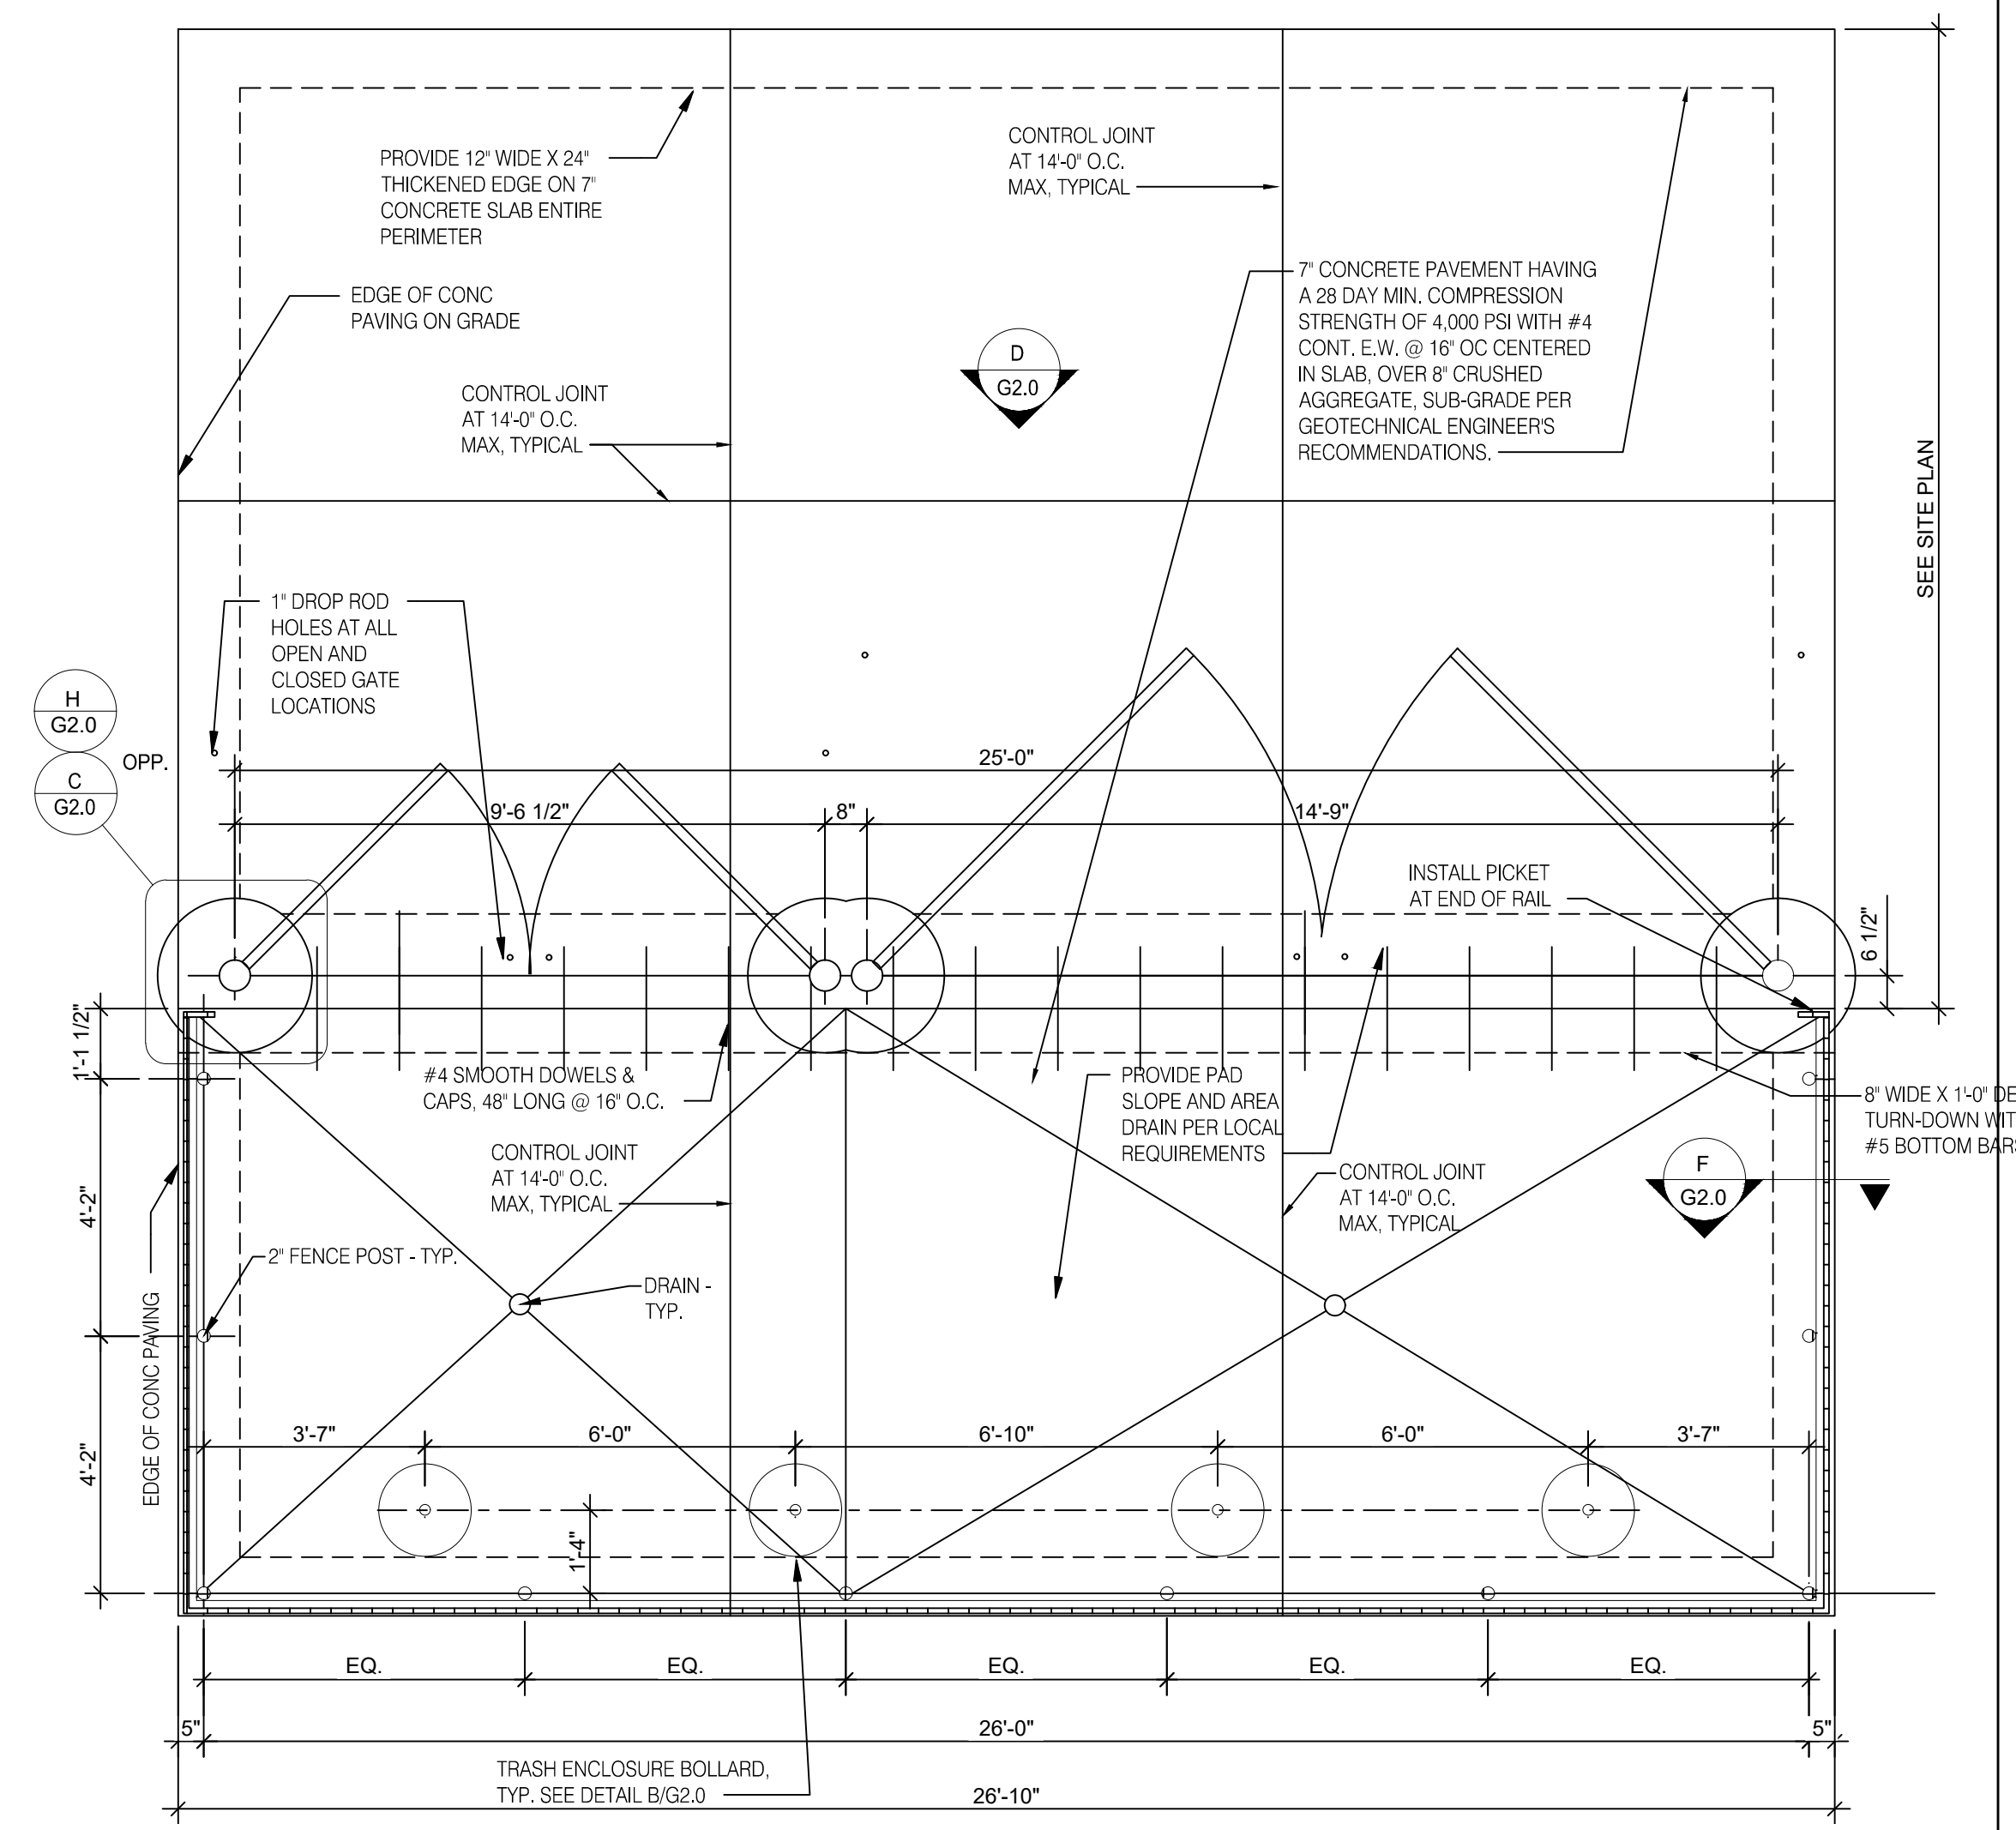 PROVIDE 12" WIDE X 24"
THICKENED EDGE ON 7"
CONCRETE SLAB ENTIRE
PERIMETER
CONTROL JOINT
AT 14'-0" O.C.
MAX, TYPICAL
EDGE OF CONC
PAVING ON GRADE
7" CONCRETE PAVEMENT HAVING
A 28 DAY MIN. COMPRESSION
STRENGTH OF 4,000 PSI WITH #4
CONT. E.W. @ 16" OC CENTERED
IN SLAB, OVER 8" CRUSHED
AGGREGATE, SUB-GRADE PER
GEOTECHNICAL ENGINEER'S
RECOMMENDATIONS.
D
G2.0
CONTROL JOINT
AT 14'-0" O.C.
MAX, TYPICAL
SEE SITE PLAN
1" DROP ROD
HOLES AT ALL
OPEN AND
CLOSED GATE
LOCATIONS
H
G2.0
OPP.
C
G2.0
25'-0"
9'-6 1/2"
8"
14'-9"
INSTALL PICKET
AT END OF RAIL
6 1/2"
1'-1 1/2"
#4 SMOOTH DOWELS &
CAPS, 48" LONG @ 16" O.C.
PROVIDE PAD
SLOPE AND AREA
DRAIN PER LOCAL
REQUIREMENTS
8" WIDE X 1'-0" DE
TURN-DOWN WIT
#5 BOTTOM BARS
CONTROL JOINT
AT 14'-0" O.C.
MAX, TYPICAL
CONTROL JOINT
AT 14'-0" O.C.
MAX, TYPICAL
F
G2.0
4'-2"
2" FENCE POST - TYP.
DRAIN -
TYP.
EDGE OF CONC PAVING
4'-2"
3'-7"
6'-0"
6'-10"
6'-0"
3'-7"
1'-4"
EQ.
EQ.
EQ.
EQ.
EQ.
5"
26'-0"
5"
TRASH ENCLOSURE BOLLARD,
TYP. SEE DETAIL B/G2.0
26'-10"